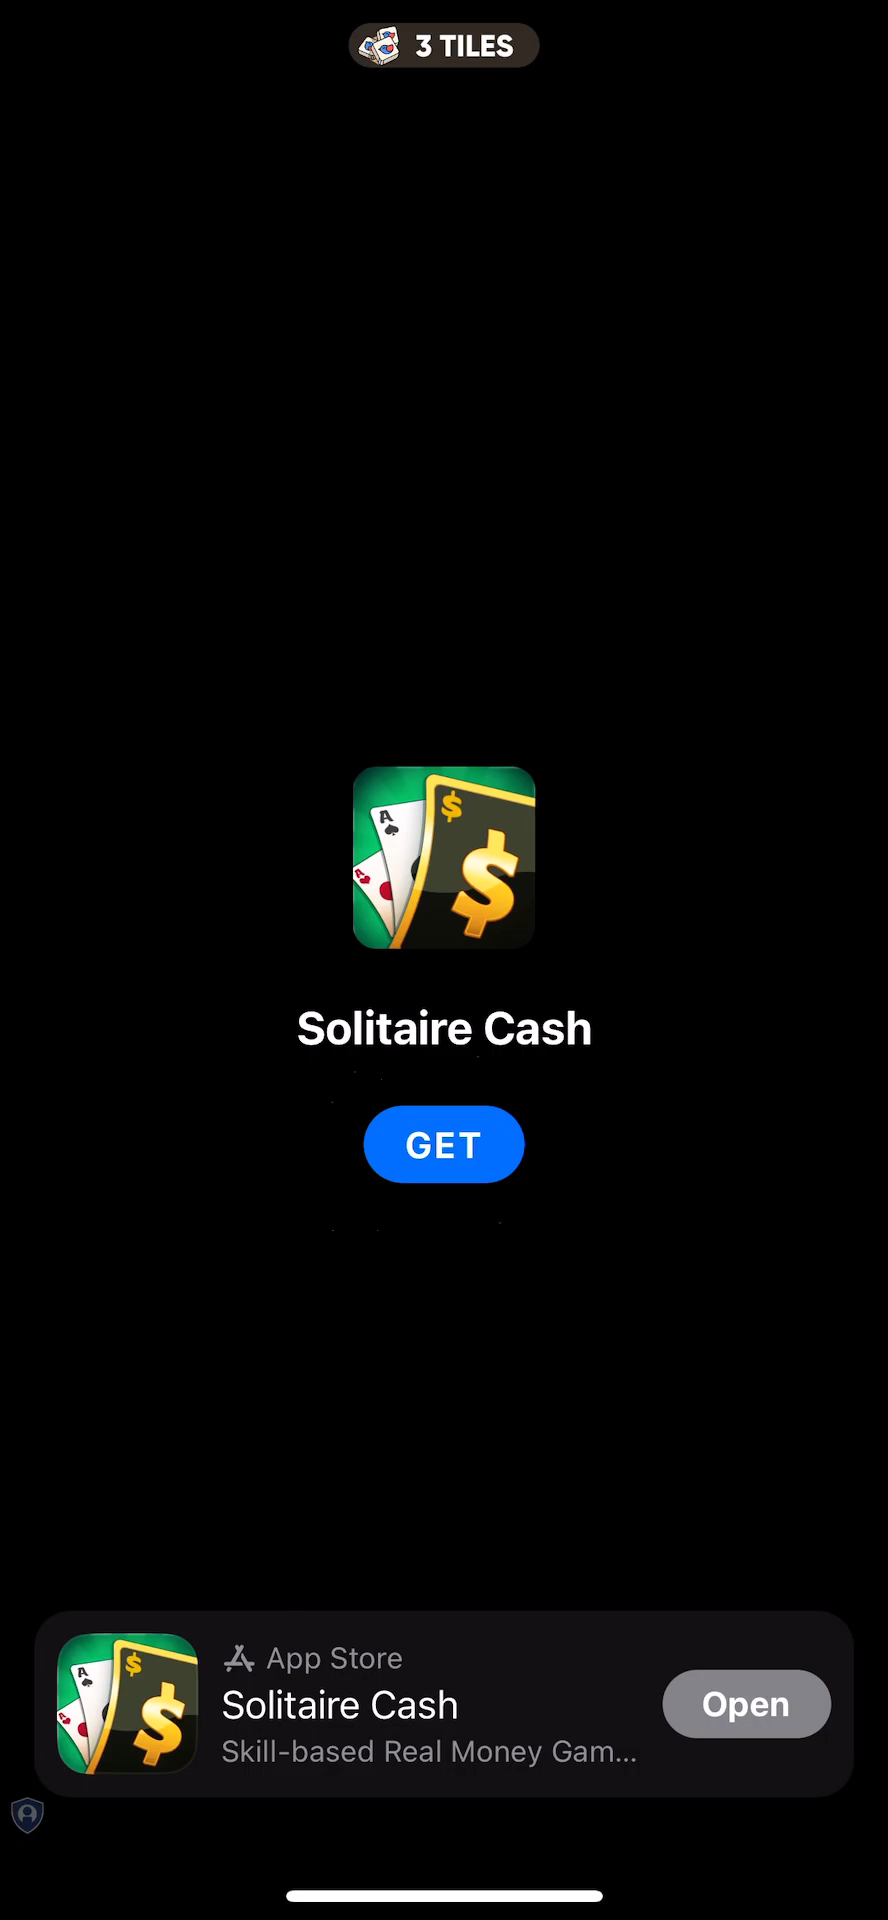 3 TILES
Solitaire Cash
GET
App Store
Solitaire Cash
Skill-based Real Money Gam...
Open